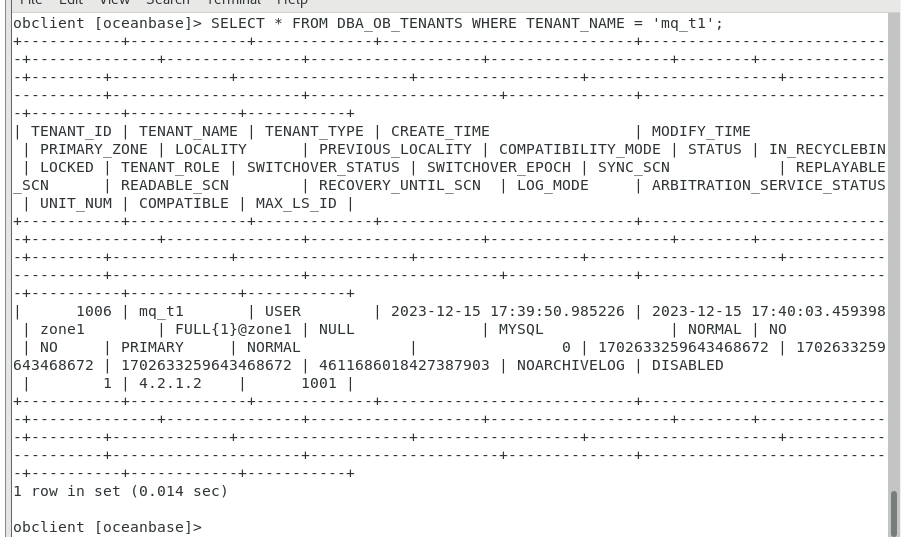 File Edit View Search Terminal Help
obclient [oceanbase]> SELECT * FROM DBA_OB_TENANTS WHERE TENANT_NAME = 'mq_t1';
+-----------+-------------+-------------+----------------------------+---------------------------
-+--------------+---------------+-------------------+--------------------+--------+--------------
-+--------+-------------+-------------------+------------------+---------------------+-----------
----------+---------------------+---------------------+--------------+---------------------------
-+----------+------------+-----------+
| TENANT_ID | TENANT_NAME | TENANT_TYPE | CREATE_TIME                | MODIFY_TIME
 | PRIMARY_ZONE | LOCALITY      | PREVIOUS_LOCALITY | COMPATIBILITY_MODE | STATUS | IN_RECYCLEBIN
 | LOCKED | TENANT_ROLE | SWITCHOVER_STATUS | SWITCHOVER_EPOCH | SYNC_SCN            | REPLAYABLE
_SCN      | READABLE_SCN        | RECOVERY_UNTIL_SCN  | LOG_MODE     | ARBITRATION_SERVICE_STATUS
 | UNIT_NUM | COMPATIBLE | MAX_LS_ID |
+-----------+-------------+-------------+----------------------------+---------------------------
-+--------------+---------------+-------------------+--------------------+--------+--------------
-+--------+-------------+-------------------+------------------+---------------------+-----------
----------+---------------------+---------------------+--------------+---------------------------
-+----------+------------+-----------+
|      1006 | mq_t1       | USER        | 2023-12-15 17:39:50.985226 | 2023-12-15 17:40:03.459398
 | zone1        | FULL{1}@zone1 | NULL              | MYSQL              | NORMAL | NO
 | NO     | PRIMARY     | NORMAL            |                0 | 1702633259643468672 | 1702633259
643468672 | 1702633259643468672 | 4611686018427387903 | NOARCHIVELOG | DISABLED
 |        1 | 4.2.1.2    |      1001 |
+-----------+-------------+-------------+----------------------------+---------------------------
-+--------------+---------------+-------------------+--------------------+--------+--------------
-+--------+-------------+-------------------+------------------+---------------------+-----------
----------+---------------------+---------------------+--------------+---------------------------
-+----------+------------+-----------+
1 row in set (0.014 sec)
obclient [oceanbase]>